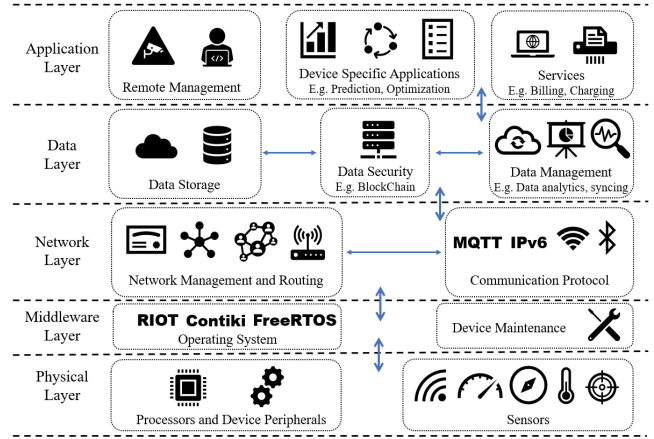 Application
Layer
Remote Management
Device Specific Applications
E.g. Prediction, Optimization
Services
E.g. Billing, Charging
Data
Layer
Data Storage
Data Security
E.g. BlockChain
Data Management
E.g. Data analytics, syncing
Network
Layer
Network Management and Routing
MQTT IPv6
Communication Protocol
Middleware
Layer
RIOT Contiki FreeRTOS
Operating System
Device Maintenance
Physical
Layer
Processors and Device Peripherals
Sensors